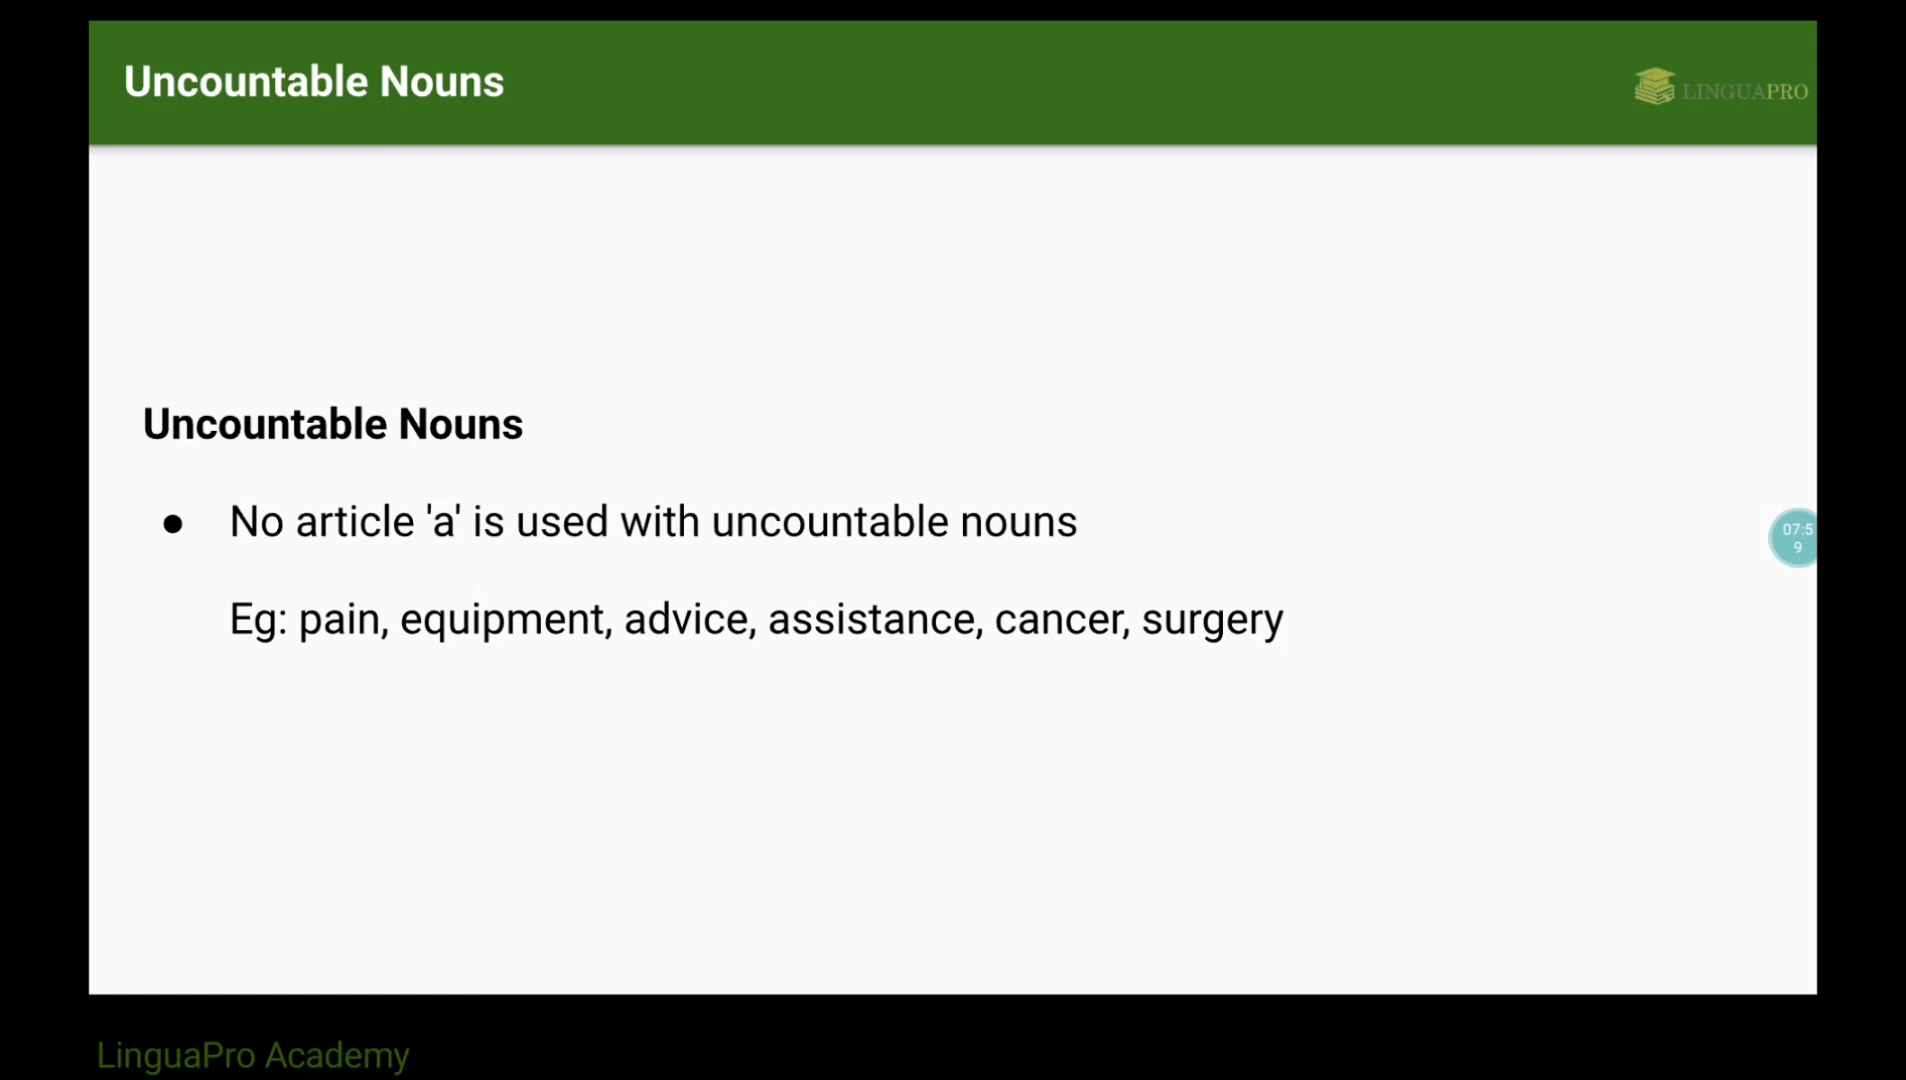 Uncountable Nouns
LINGUAPRO
Uncountable Nouns
● No article 'a' is used with uncountable nouns
Eg: pain, equipment, advice, assistance, cancer, surgery
07:5
9
LinguaPro Academy